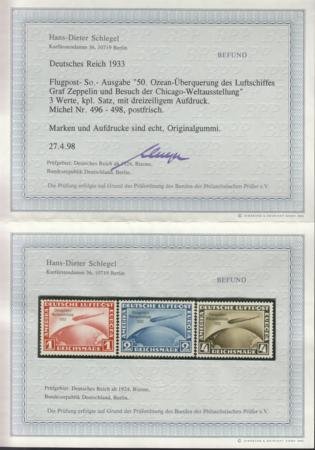 Hans-Dieter Schlegel
Kurfürstendamm 36, 10719 Berlin
BEFUND
Deutsches Reich 1933
Flugpost- So.- Ausgabe "50. Ozean-Überquerung des Luftschiffes
Graf Zeppelin und Besuch der Chicago-Weltausstellung"
3 Werte, kpl. Satz, mit dreizeiligem Aufdruck.
Michel Nr. 496 - 498, postfrisch.
Marken und Aufdrucke sind echt, Originalgummi.
27.4.98
Prüfgebiet: Deutsches Reich ab 1924, Bizone,
Bundesrepublik Deutschland, Berlin
Die Prüfung erfolgte auf Grund der Prüfordnung des Bundes der Philatelistischen Prüfer e.V.
Hans-Dieter Schlegel
Kurfürstendamm 36, 10719 Berlin
BEFUND
DEUTSCHE LUFTPOST DEUTSCHE LUFTPOST DEUTSCHE LUFTPOST
1 REICHSMARK 2 REICHSMARK 4 REICHSMARK
Prüfgebiet: Deutsches Reich ab 1924, Bizone,
Bundesrepublik Deutschland, Berlin
Die Prüfung erfolgte auf Grund der Prüfordnung des Bundes der Philatelistischen Prüfer e.V.